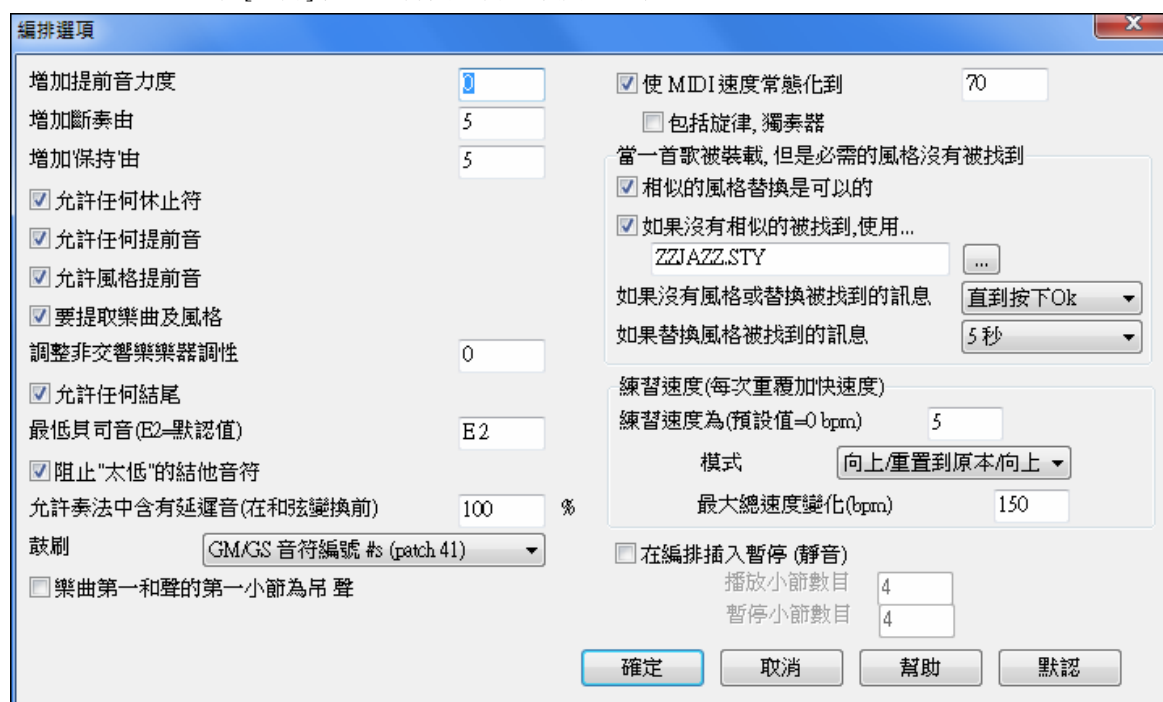 編排選項
增加提前音力度 0
增加斷奏由 5
增加'保持'由 5
允許任何休止符
允許任何提前音
允許風格提前音
要提取樂曲及風格
調整非交響樂樂器調性 0
允許任何結尾
最低貝司音(E2=默認值) E2
阻止"太低"的結他音符
允許奏法中含有延遲音(在和弦變換前) 100 %
鼓刷 GM/GS 音符編號 #s (patch 41)
樂曲第一和聲的第一小節為吊 聲
使 MIDI 速度常態化到 70
包括旋律, 獨奏器
當一首歌被裝載, 但是必需的風格沒有被找到
相似的風格替換是可以的
如果沒有相似的被找到,使用...
ZZJAZZ.STY ...
如果沒有風格或替換被找到的訊息 直到按下Ok
如果替換風格被找到的訊息 5 秒
練習速度(每次重覆加快速度)
練習速度為(預設值=0 bpm) 5
模式 向上/重置到原本/向上
最大總速度變化(bpm) 150
在編排插入暫停 (靜音)
播放小節數目 4
暫停小節數目 4
確定 取消 幫助 默認